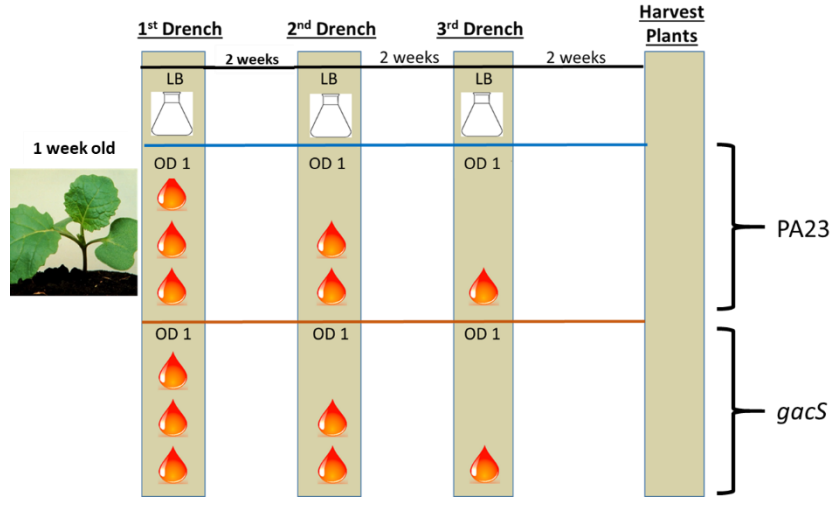 1st Drench
2nd Drench
3rd Drench
Harvest
Plants
2 weeks
2 weeks
2 weeks
LB
LB
LB
1 week old
OD 1
OD 1
OD 1
PA23
OD 1
OD 1
OD 1
gacS